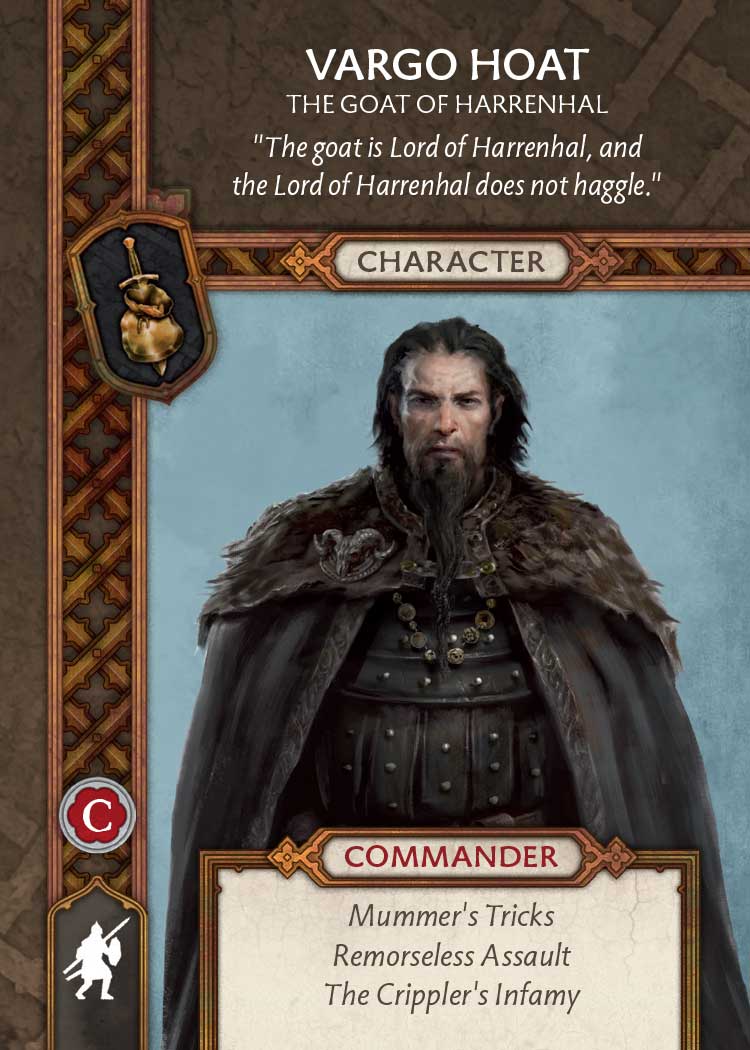 VARGO HOAT
THE GOAT OF HARRENHAL
"The goat is Lord of Harrenhal, and
the Lord of Harrenhal does not haggle."
CHARACTER
C
COMMANDER
Mummer's Tricks
Remorseless Assault
The Crippler's Infamy